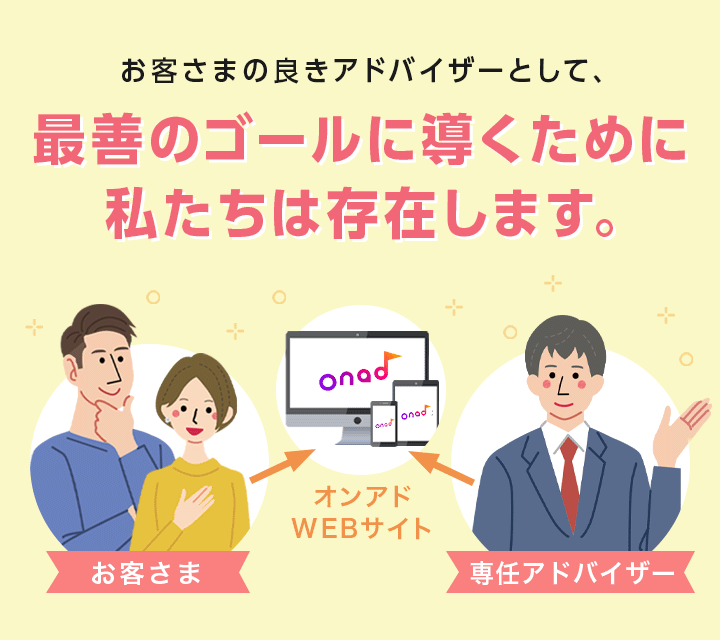 お客さまの良きアドバイザーとして、
最善のゴールに導くために
私たちは存在します。
onad
onad
onad
オンアド
WEBサイト
お客さま
専任アドバイザー